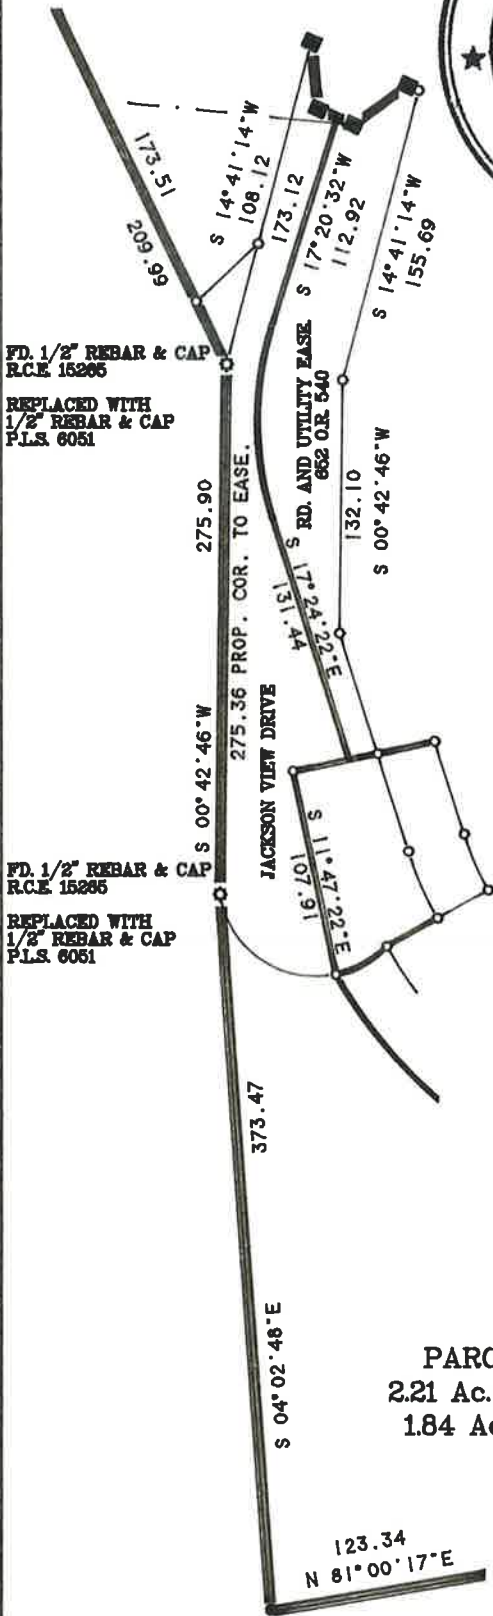 173.51
209.99
S 14°41'14"W
108.12
173.12
S 17°20'32"W
112.92
S 14°41'14"W
155.69
FD. 1/2" REBAR & CAP
R.C.E. 15265
REPLACED WITH
1/2" REBAR & CAP
P.L.S. 6051
RD. AND UTILITY EASE.
652 O.R. 540
132.10
S 00°42'46"W
275.90
S 00°42'46"W
275.36 PROP. COR. TO EASE.
S 17°24'22"E
131.44
JACKSON VIEW DRIVE
S 11°47'22"E
107.91
FD. 1/2" REBAR & CAP
R.C.E. 15265
REPLACED WITH
1/2" REBAR & CAP
P.L.S. 6051
373.47
S 04°02'48"E
PARC
2.21 Ac.
1.84 Ac
123.34
N 81°00'17"E